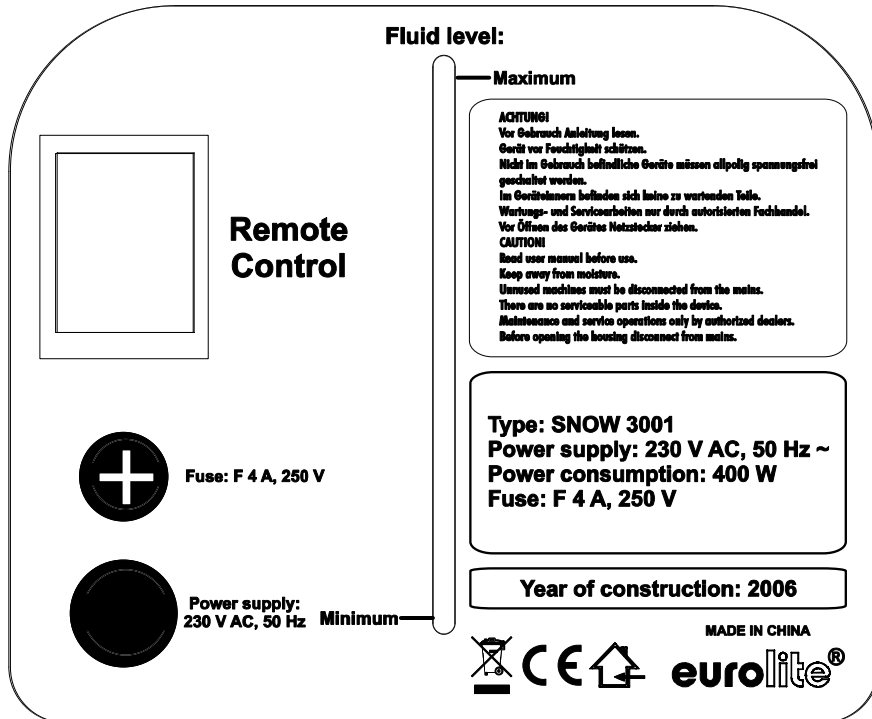 Fluid level:
Maximum
ACHTUNG!
Vor Gebrauch Anleitung lesen.
Gerät vor Feuchtigkeit schützen.
Nicht im Gebrauch befindliche Geräte müssen allpolig spannungsfrei
geschaltet werden.
Im Geräteinnern befinden sich keine zu wartenden Teile.
Wartungs- und Servicearbeiten nur durch autorisierten Fachhandel.
Vor Öffnen des Gerätes Netzstecker ziehen.
CAUTION!
Read user manual before use.
Keep away from moisture.
Unnused machines must be disconnected from the mains.
There are no serviceable parts inside the device.
Maintenance and service operations only by authorized dealers.
Before opening the housing disconnect from mains.
Remote
Control
Type: SNOW 3001
Power supply: 230 V AC, 50 Hz ~
Power consumption: 400 W
Fuse: F 4 A, 250 V
Fuse: F 4 A, 250 V
Year of construction: 2006
Power supply:
230 V AC, 50 Hz
Minimum
MADE IN CHINA
CE
eurolite®